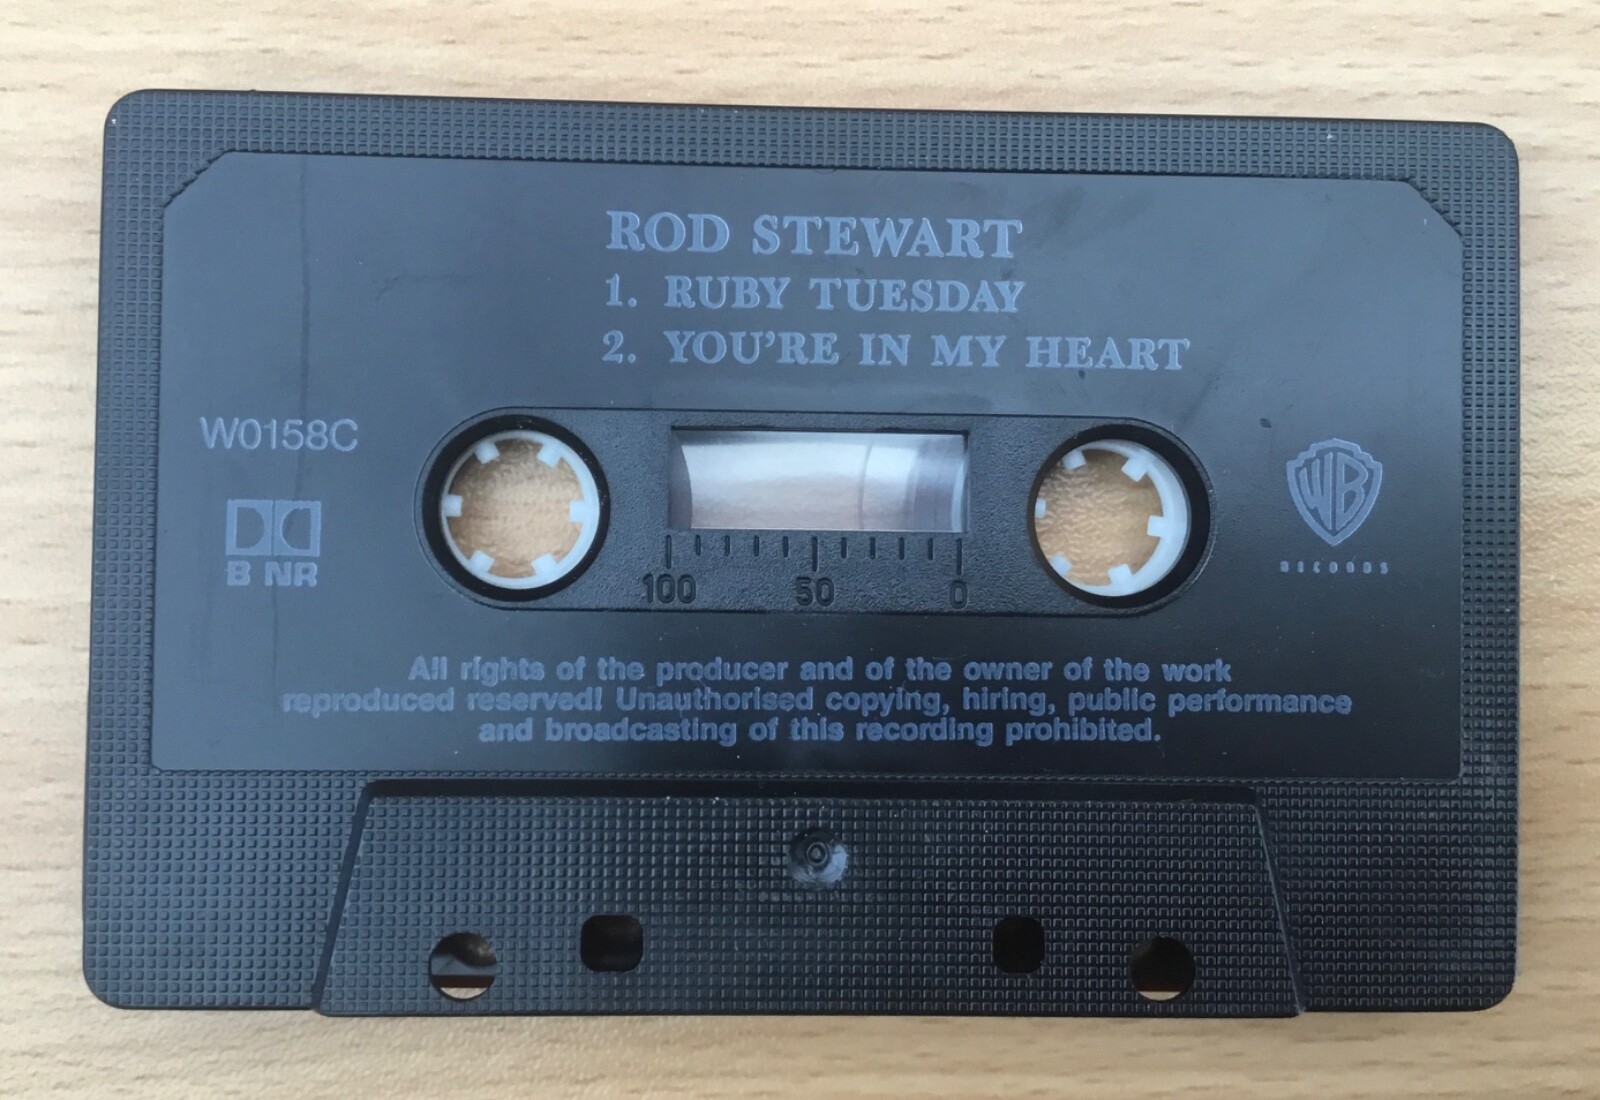 ROD STEWART
1. RUBY TUESDAY
2. YOU'RE IN MY HEART
W0158C
B NR
WB
RECORDS
100 50 0
All rights of the producer and of the owner of the work
reproduced reserved! Unauthorised copying, hiring, public performance
and broadcasting of this recording prohibited.